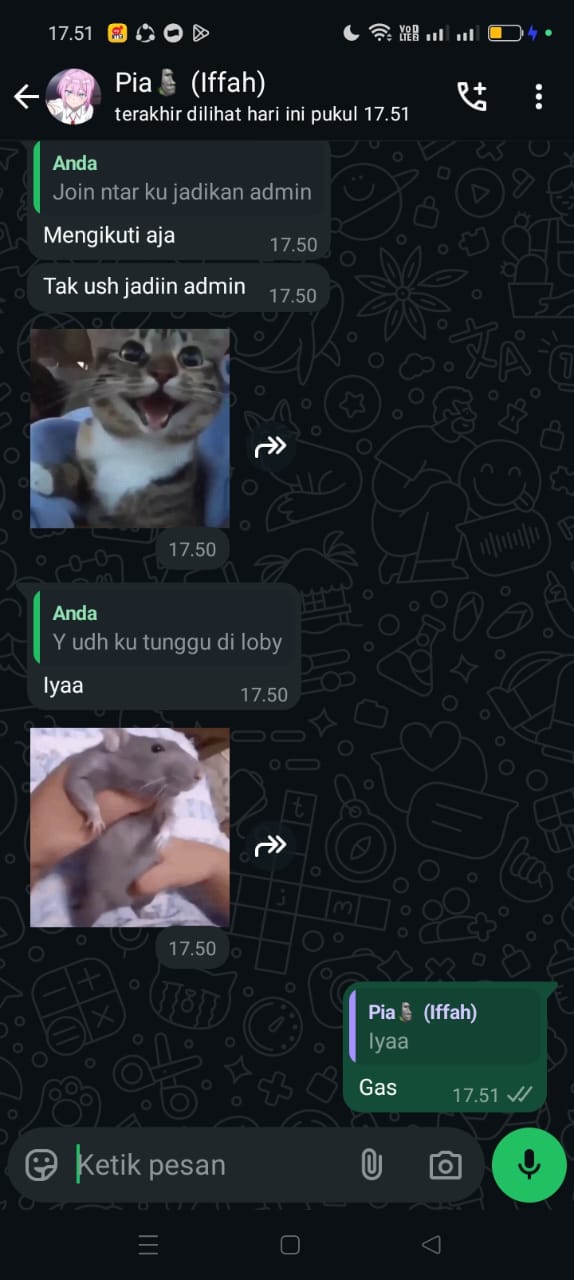 17.51
VoD
LTE
Pia🗿 (Iffah)
terakhir dilihat hari ini pukul 17.51
Anda
Join ntar ku jadikan admin
Mengikuti aja
17.50
Tak ush jadiin admin
17.50
17.50
Anda
Y udh ku tunggu di loby
Iyaa
17.50
17.50
Pia🗿 (Iffah)
Iyaa
Gas
17.51
Ketik pesan